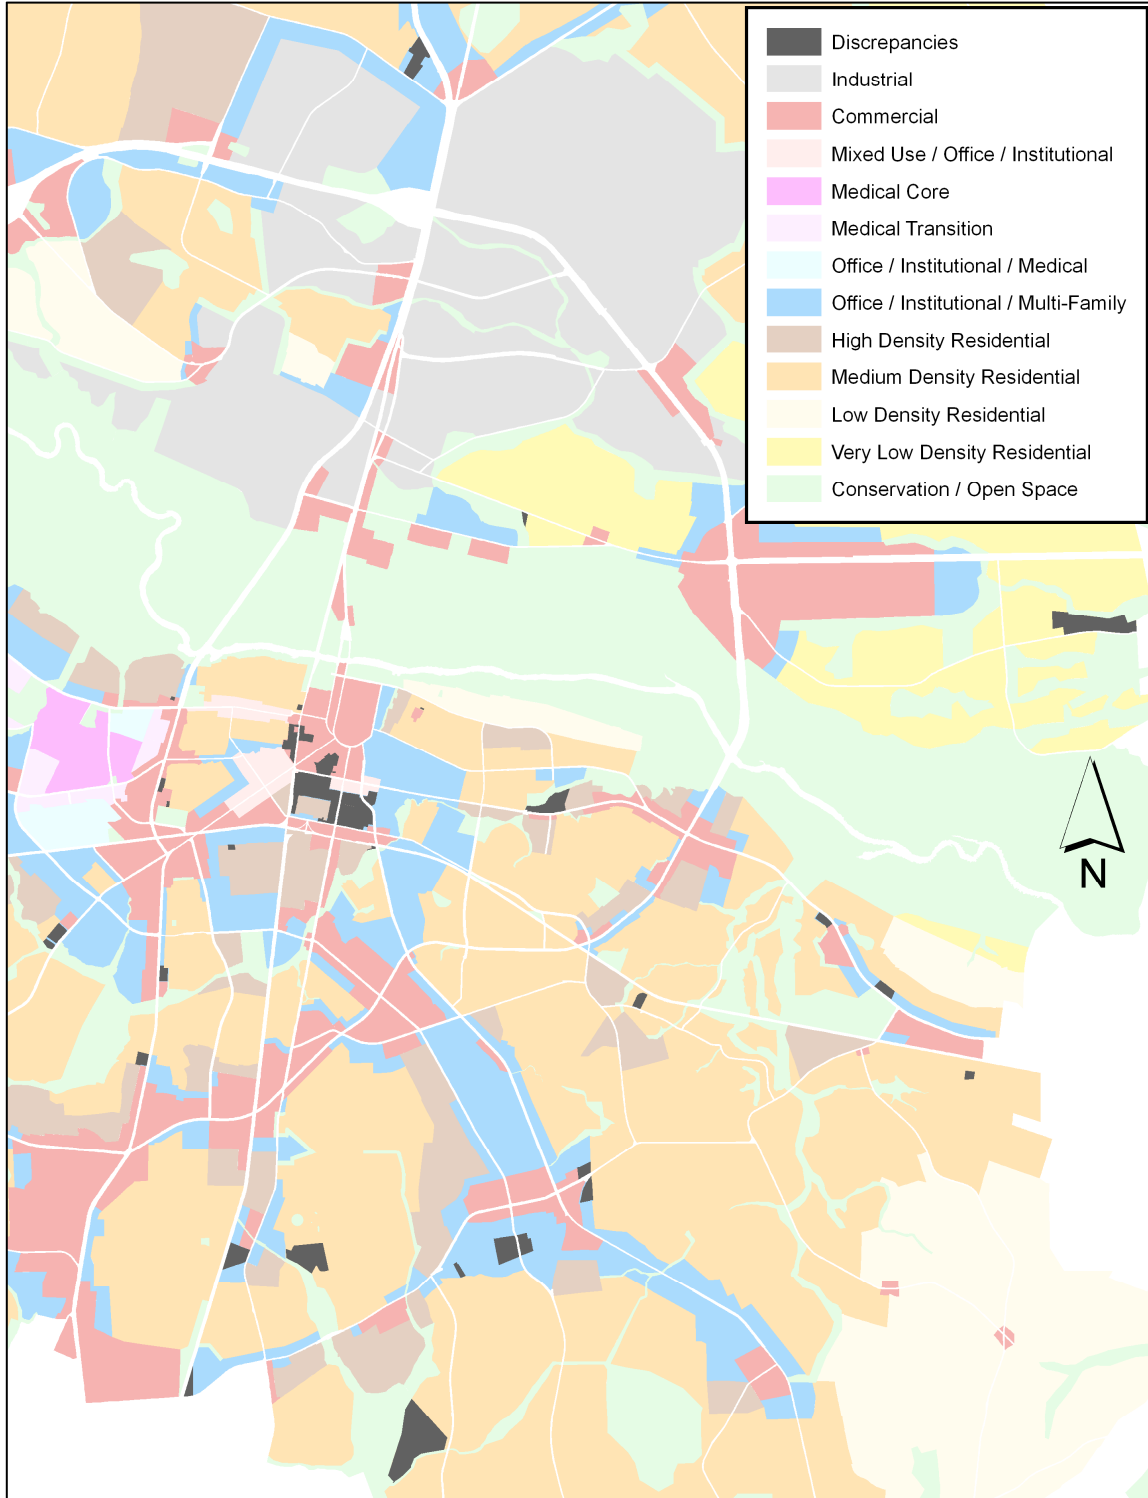 Discrepancies
Industrial
Commercial
Mixed Use / Office / Institutional
Medical Core
Medical Transition
Office / Institutional / Medical
Office / Institutional / Multi-Family
High Density Residential
Medium Density Residential
Low Density Residential
Very Low Density Residential
Conservation / Open Space
N